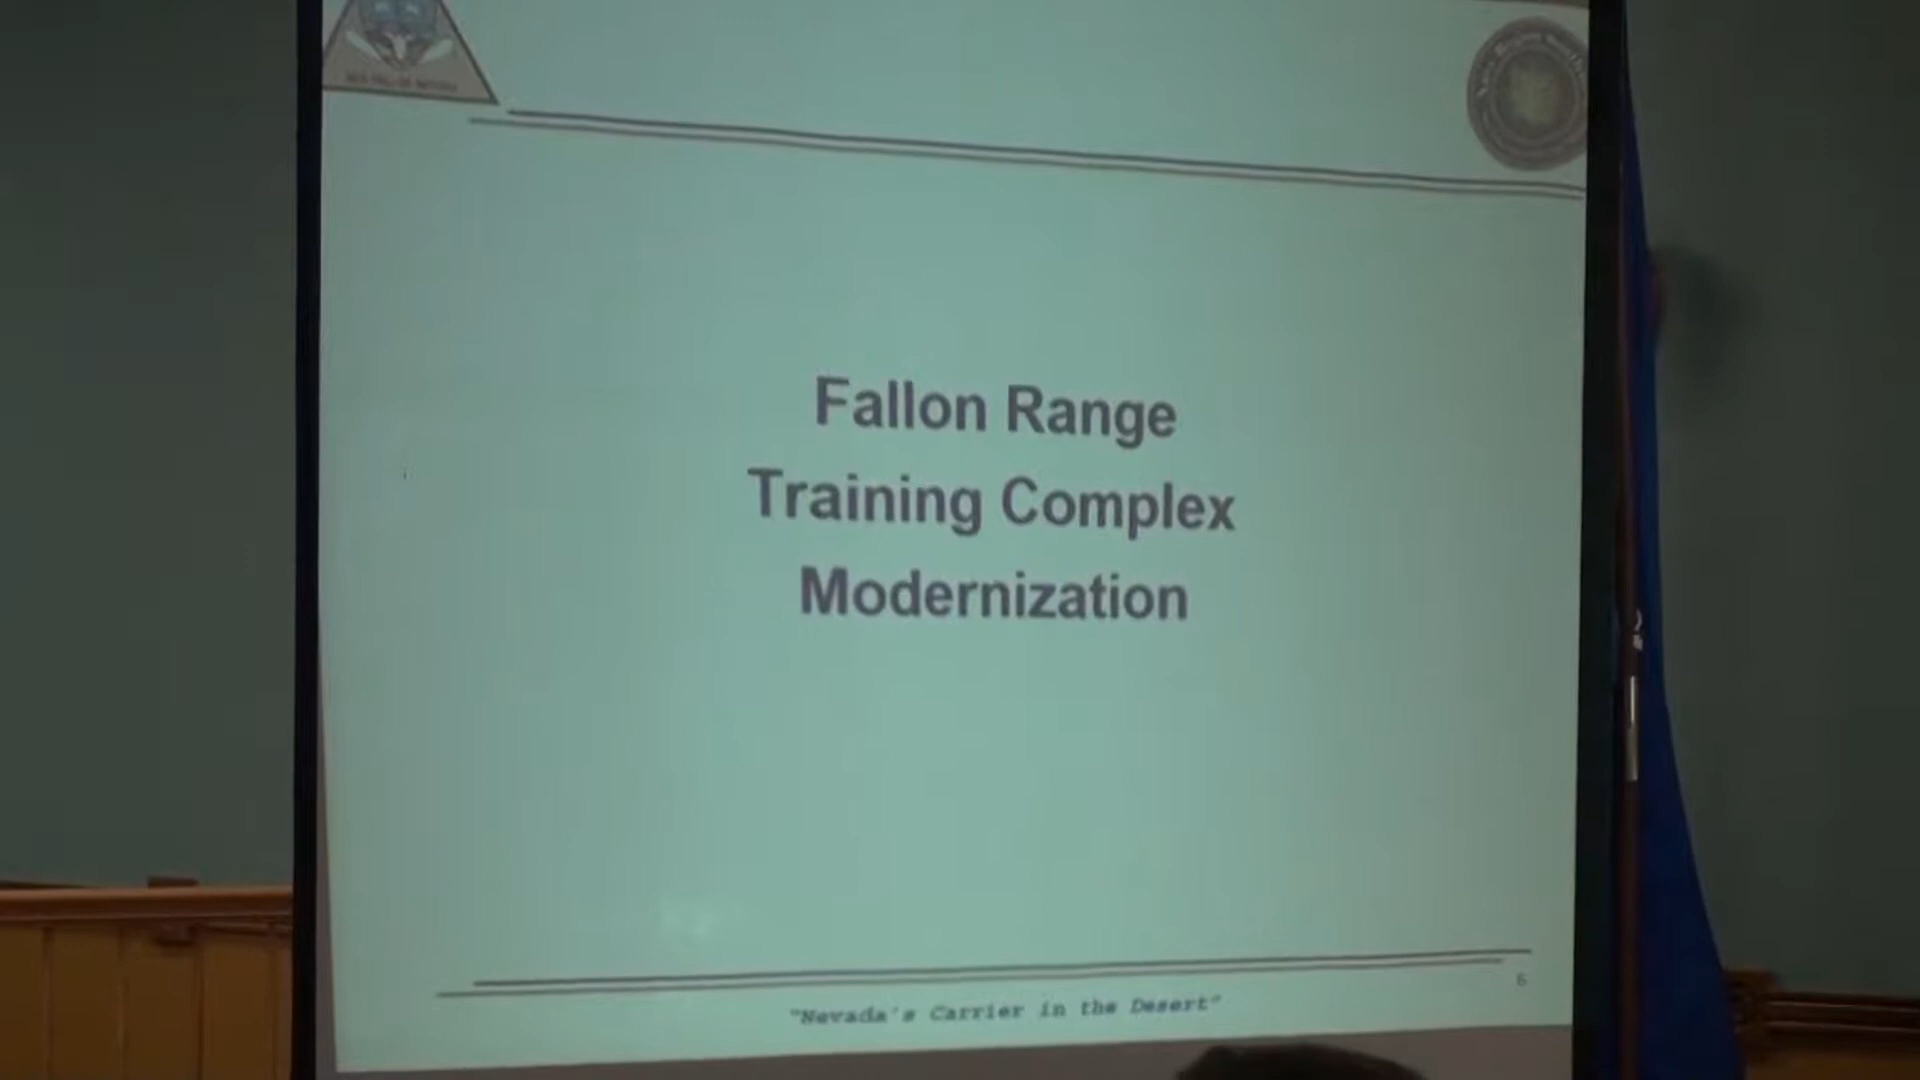 Fallon Range
Training Complex
Modernization
6
"Nevada's Carrier in the Desert"